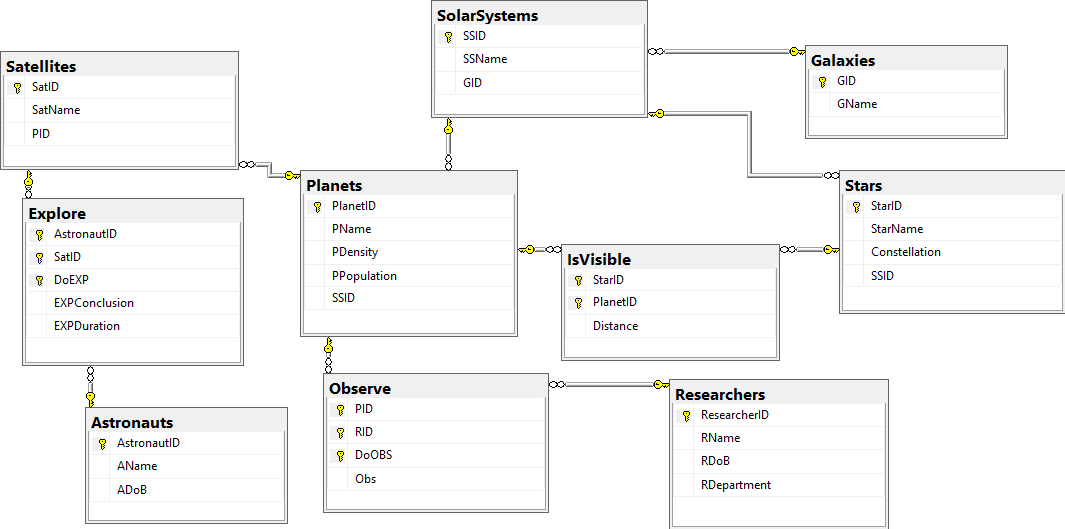 SolarSystems
SSID
SSName
GID
Galaxies
GID
GName
Satellites
SatID
SatName
PID
Planets
PlanetID
PName
PDensity
PPopulation
SSID
Stars
StarID
StarName
Constellation
SSID
Explore
AstronautID
SatID
DoEXP
EXPConclusion
EXPDuration
IsVisible
StarID
PlanetID
Distance
Observe
PID
RID
DoOBS
Obs
Researchers
ResearcherID
RName
RDoB
RDepartment
Astronauts
AstronautID
AName
ADoB